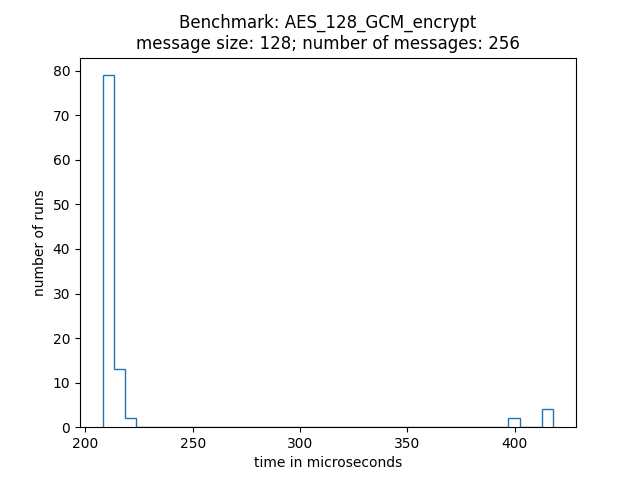 Benchmark: AES_128_GCM_encrypt
message size: 128; number of messages: 256
80
70
60
50
40
30
20
10
0
number of runs
200 250 300 350 400
time in microseconds